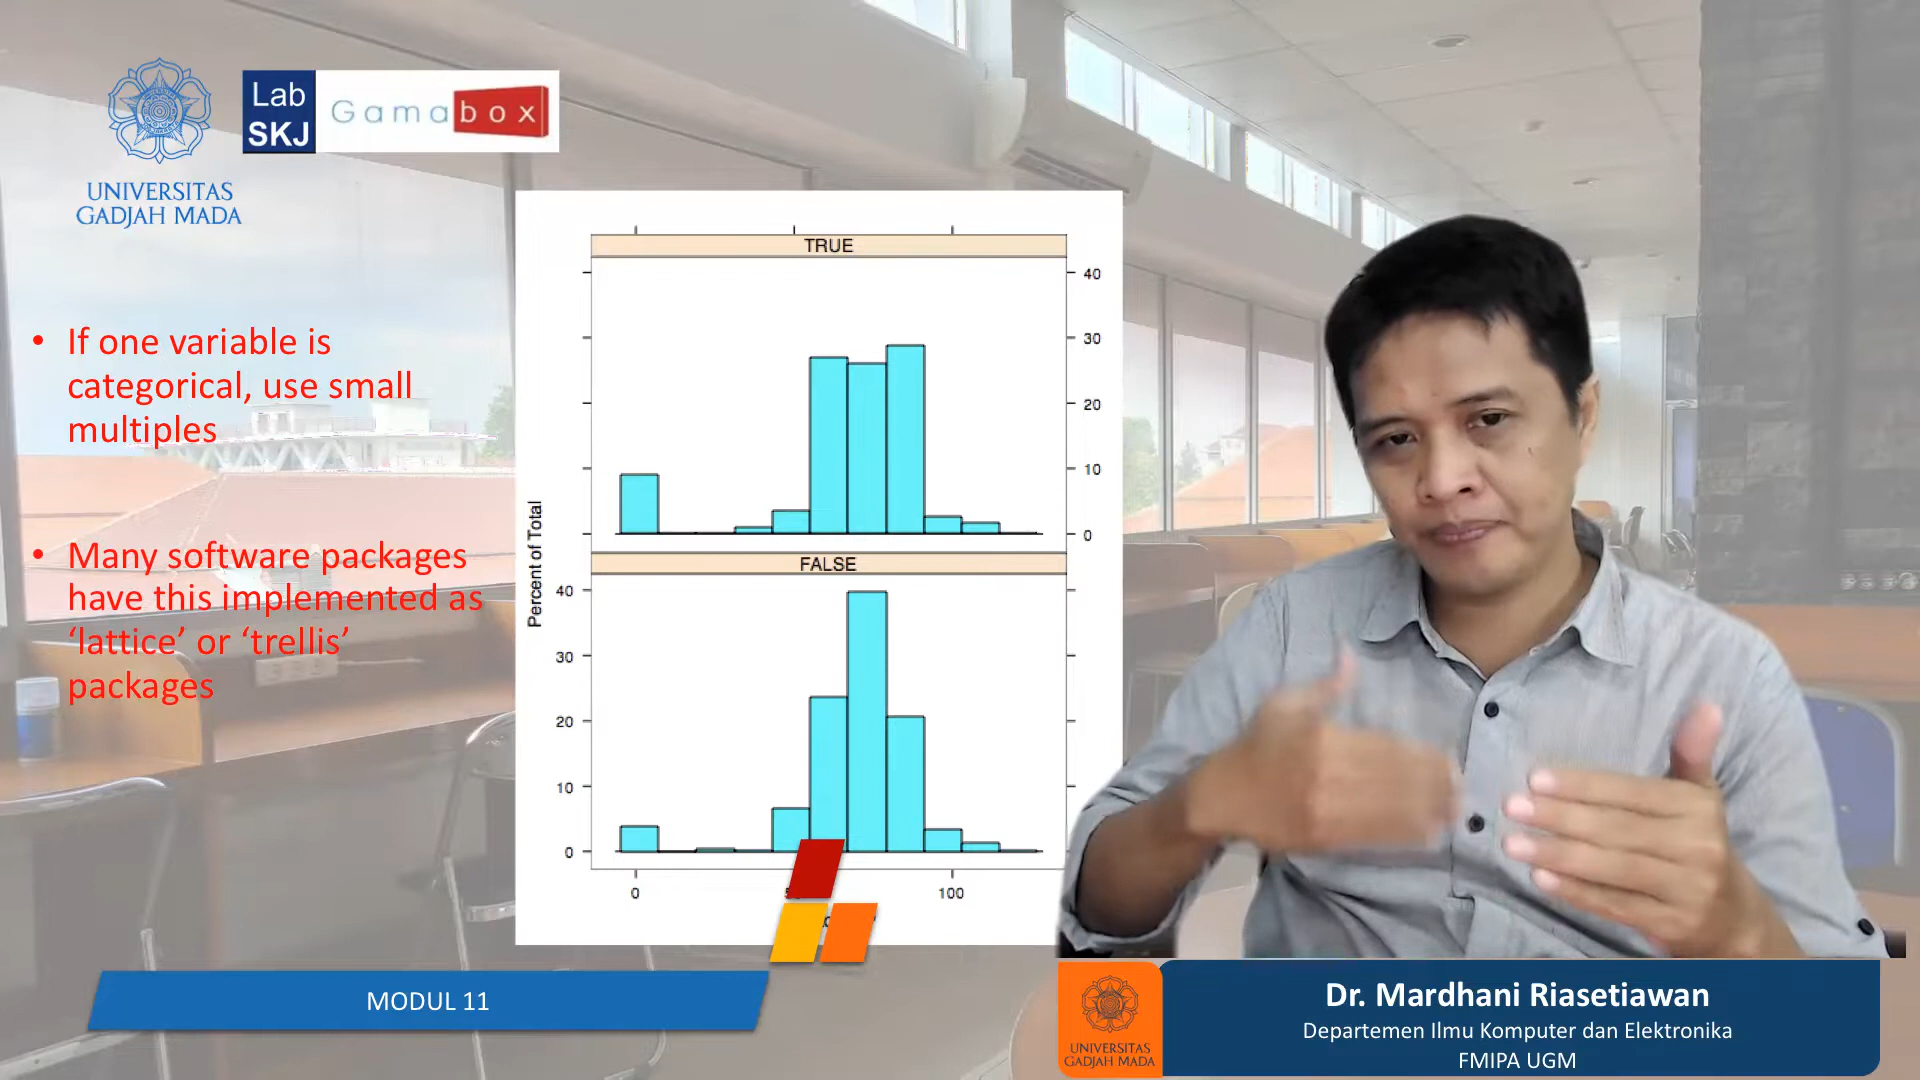 UNIVERSITAS
GADJAH MADA
Lab
SKJ
Gamabox
• If one variable is
categorical, use small
multiples
• Many software packages
have this implemented as
‘lattice’ or ‘trellis’
packages
TRUE
40
30
20
10
0
Percent of Total
FALSE
40
30
20
10
0
0
100
MODUL 11
UNIVERSITAS
GADJAH MADA
Dr. Mardhani Riasetiawan
Departemen Ilmu Komputer dan Elektronika
FMIPA UGM